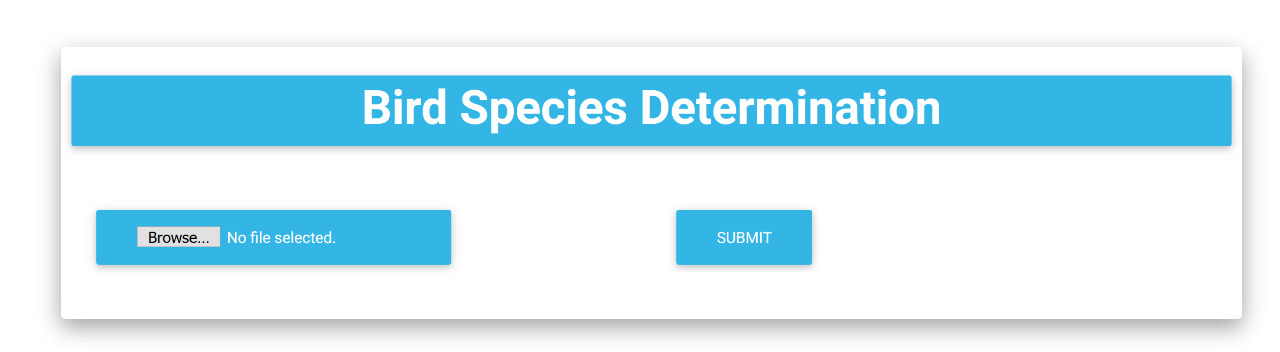 Bird Species Determination
Browse... No file selected.
SUBMIT